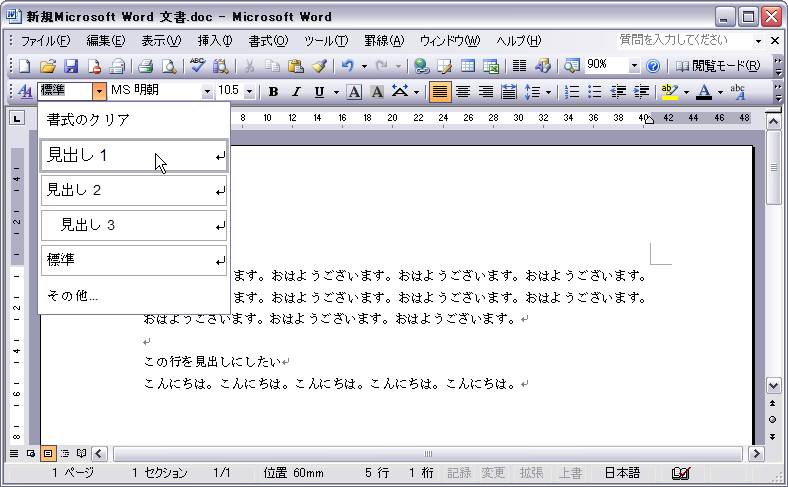 新規Microsoft Word 文書.doc - Microsoft Word
ファイル(F) 編集(E) 表示(V) 挿入(I) 書式(O) ツール(T) 罫線(A) ウィンドウ(W) ヘルプ(H) 質問を入力してください
90% 閲覧モード(R)
標準 MS 明朝 10.5 B I U A A A ab A abc
書式のクリア
L 8 10 12 14 16 18 20 22 24 26 28 30 32 34 36 38 40 42 44 46 48
見出し 1
見出し 2
見出し 3
標準
その他...
ます。おはようございます。おはようございます。おはようございます。
ます。おはようございます。おはようございます。おはようございます。
おはようございます。おはようございます。おはようございます。
この行を見出しにしたい
こんにちは。こんにちは。こんにちは。こんにちは。こんにちは。
4
2
2
4
6
8
1 ページ 1 セクション 1/1 位置 60mm 5 行 1 桁 記録 変更 拡張 上書 日本語